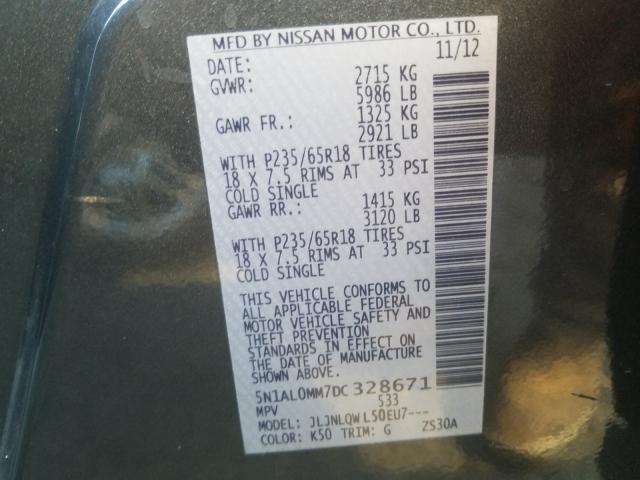 MFD BY NISSAN MOTOR CO., LTD.
DATE: 11/12
GVWR: 2715 KG
5986 LB
GAWR FR.: 1325 KG
2921 LB
WITH P235/65R18 TIRES
18 X 7.5 RIMS AT 33 PSI
COLD SINGLE
GAWR RR.: 1415 KG
3120 LB
WITH P235/65R18 TIRES
18 X 7.5 RIMS AT 33 PSI
COLD SINGLE
THIS VEHICLE CONFORMS TO
ALL APPLICABLE FEDERAL
MOTOR VEHICLE SAFETY AND
THEFT PREVENTION
STANDARDS IN EFFECT ON
THE DATE OF MANUFACTURE
SHOWN ABOVE.
5N1AL0MM7DC328671
MPV 533
MODEL: JLJNLQWL50EU7---
COLOR: K50 TRIM: G ZS30A